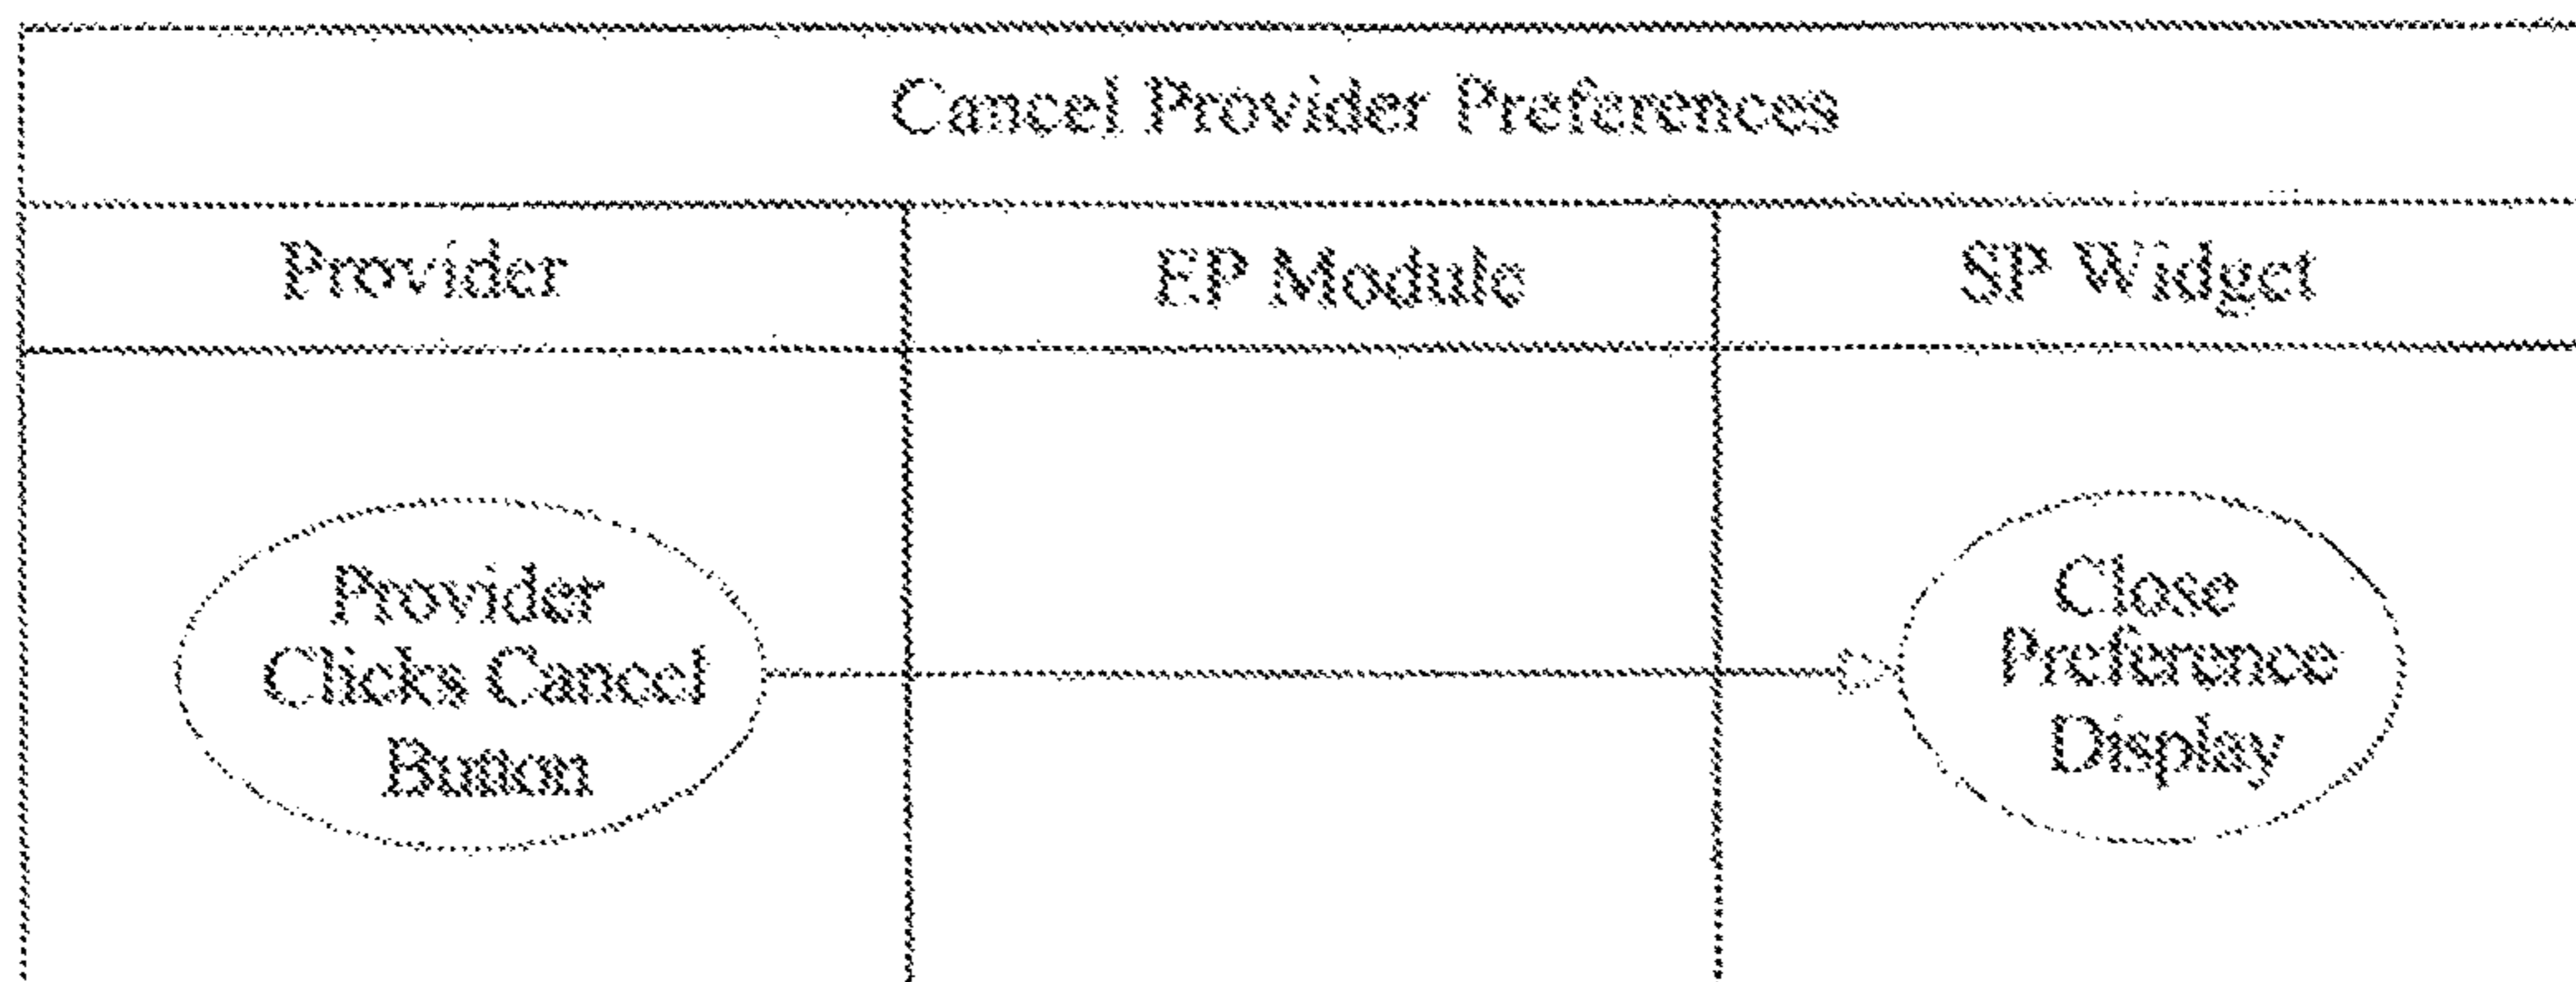 Cancel Provider Preferences
Provider
EP Module
SP Widget
Provider
Clicks Cancel
Button
Close
Preference
Display